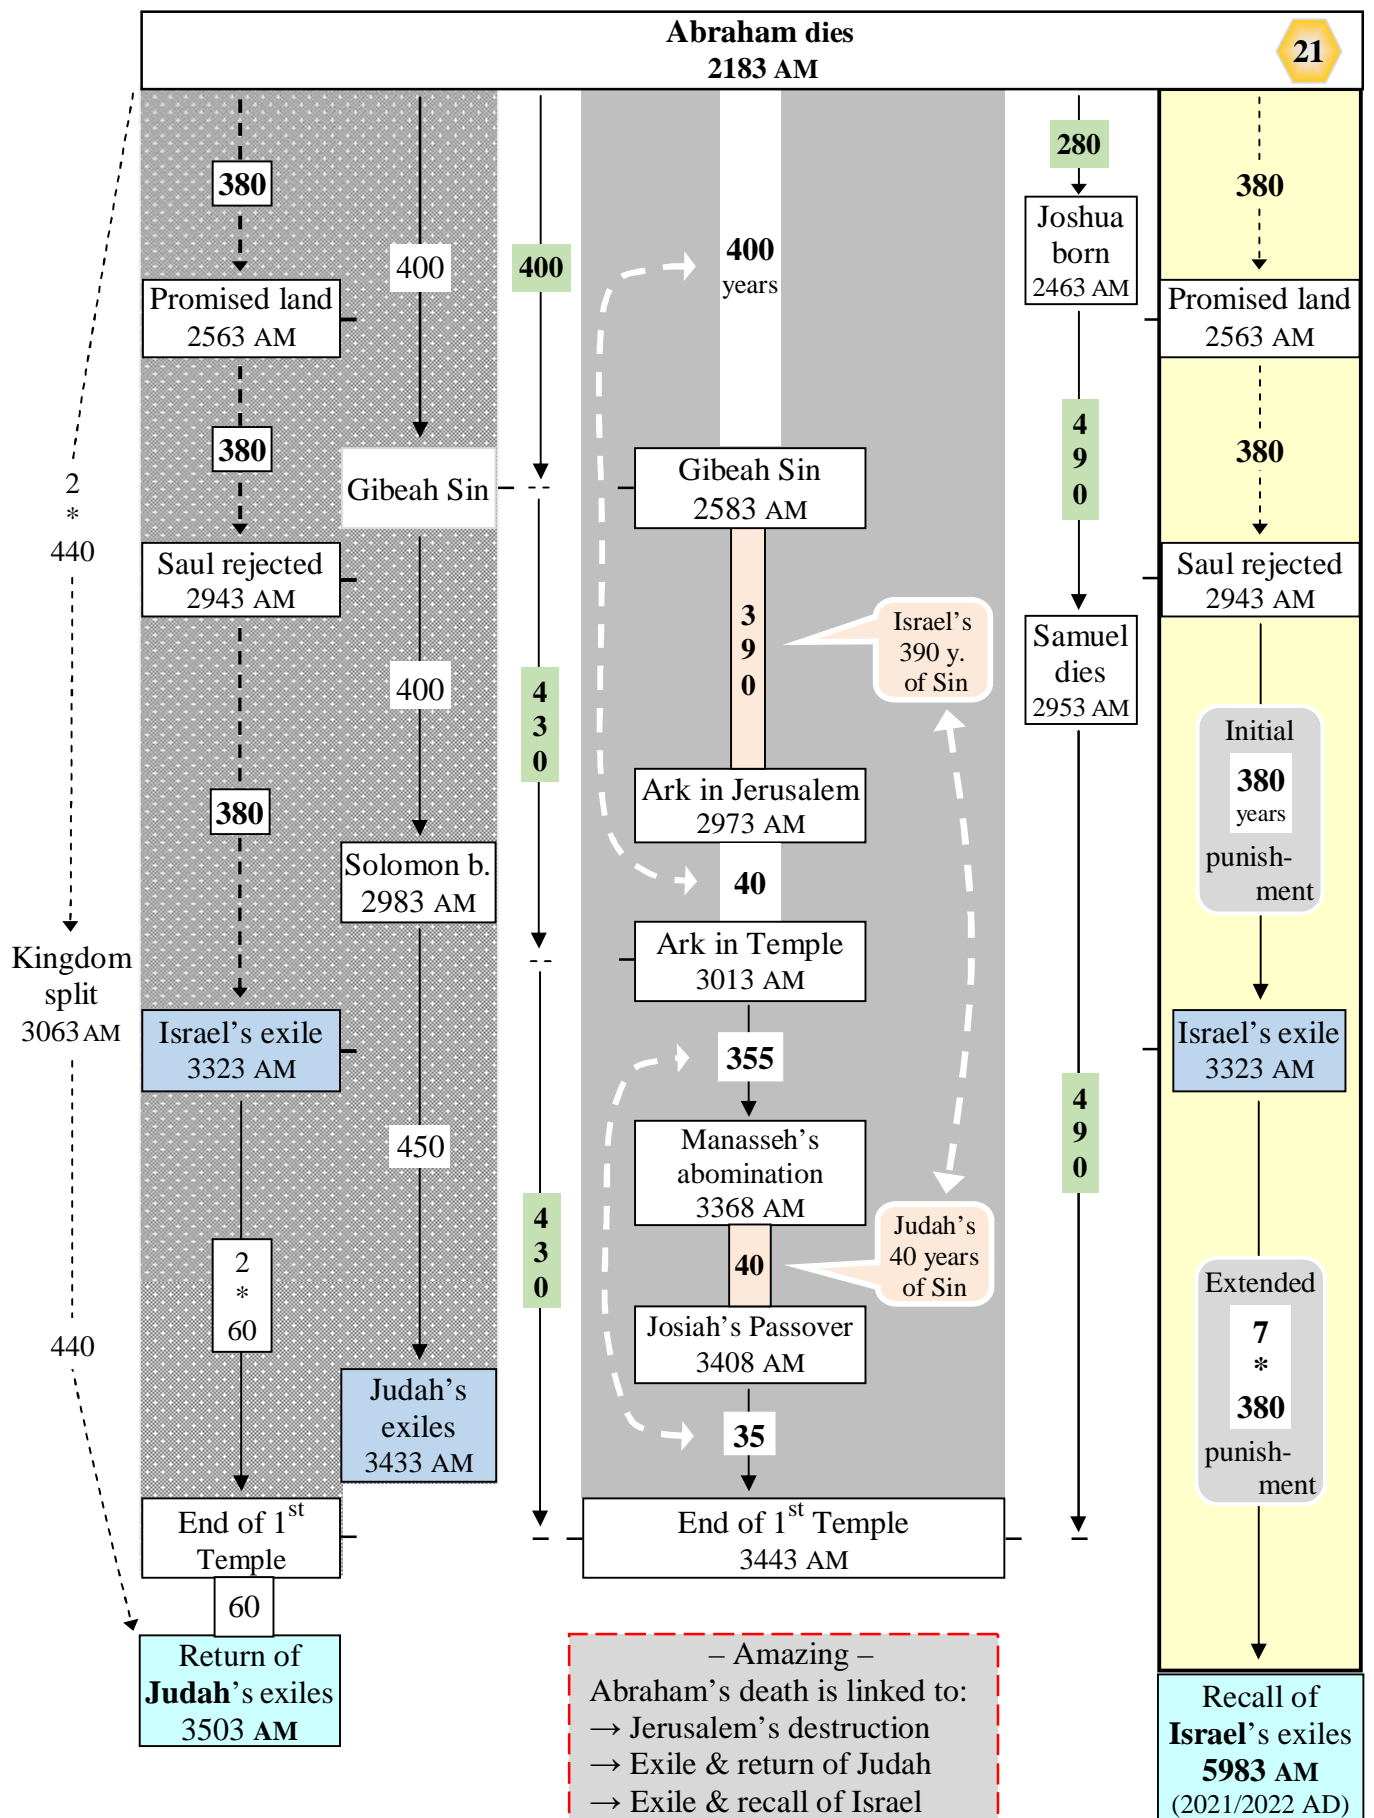 Abraham dies
2183 AM
21
380
Promised land
2563 AM
380
Saul rejected
2943 AM
380
Israel's exile
3323 AM
2
*
60
End of 1st
Temple
60
Return of
Judah's exiles
3503 AM
2
*
440
Kingdom
split
3063 AM
440
400
Gibeah Sin
400
Solomon b.
2983 AM
450
Judah's
exiles
3433 AM
400
4
3
0
4
3
0
400
years
Gibeah Sin
2583 AM
3
9
0
Israel's
390 y.
of Sin
Ark in Jerusalem
2973 AM
40
Ark in Temple
3013 AM
355
Manasseh's
abomination
3368 AM
40
Judah's
40 years
of Sin
Josiah's Passover
3408 AM
35
End of 1st Temple
3443 AM
280
Joshua
born
2463 AM
4
9
0
Samuel
dies
2953 AM
4
9
0
380
Promised land
2563 AM
380
Saul rejected
2943 AM
Initial
380
years
punish-
ment
Israel's exile
3323 AM
Extended
7
*
380
punish-
ment
Recall of
Israel's exiles
5983 AM
(2021/2022 AD)
– Amazing –
Abraham's death is linked to:
→ Jerusalem's destruction
→ Exile & return of Judah
→ Exile & recall of Israel